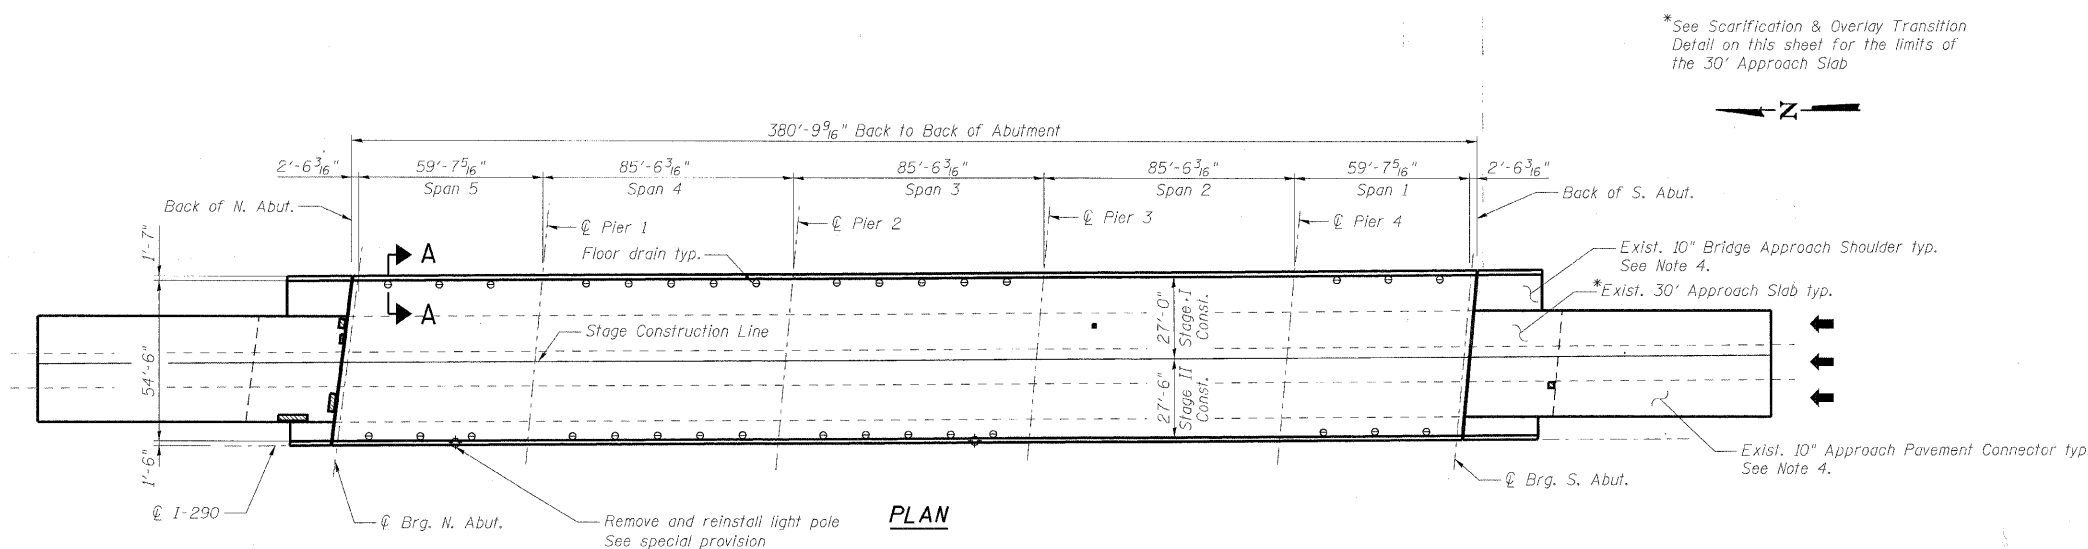 *See Scarification & Overlay Transition
Detail on this sheet for the limits of
the 30' Approach Slab
N
380'-9 9/16" Back to Back of Abutment
2'-6 3/16"
59'-7 5/16"
85'-6 3/16"
85'-6 3/16"
85'-6 3/16"
59'-7 5/16"
2'-6 3/16"
Span 5
Span 4
Span 3
Span 2
Span 1
Back of N. Abut.
Back of S. Abut.
℄ Pier 1
℄ Pier 2
℄ Pier 3
℄ Pier 4
Floor drain typ.
A
A
1'-7"
54'-6"
1'-6"
Exist. 10" Bridge Approach Shoulder typ.
See Note 4.
*Exist. 30' Approach Slab typ.
Stage Construction Line
27'-0"
Stage I
Const.
27'-6"
Stage II
Const.
Exist. 10" Approach Pavement Connector typ
See Note 4.
℄ Brg. S. Abut.
℄ I-290
℄ Brg. N. Abut.
Remove and reinstall light pole
See special provision
PLAN